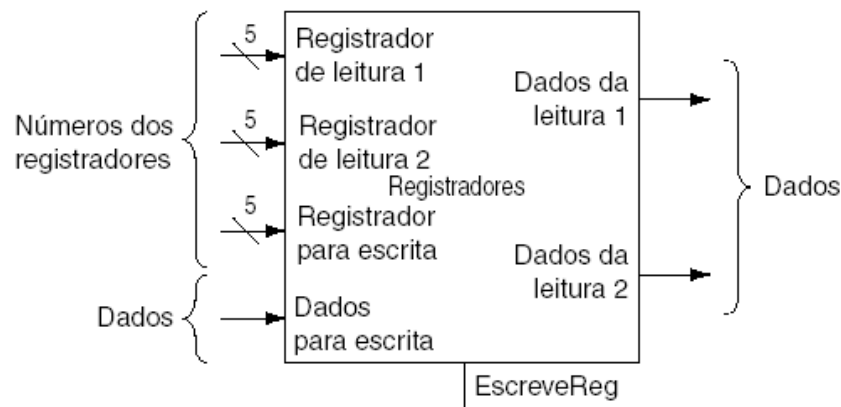 Números dos
registradores
Dados
5
Registrador
de leitura 1
5
Registrador
de leitura 2
Registradores
5
Registrador
para escrita
Dados
para escrita
Dados da
leitura 1
Dados da
leitura 2
Dados
EscreveReg